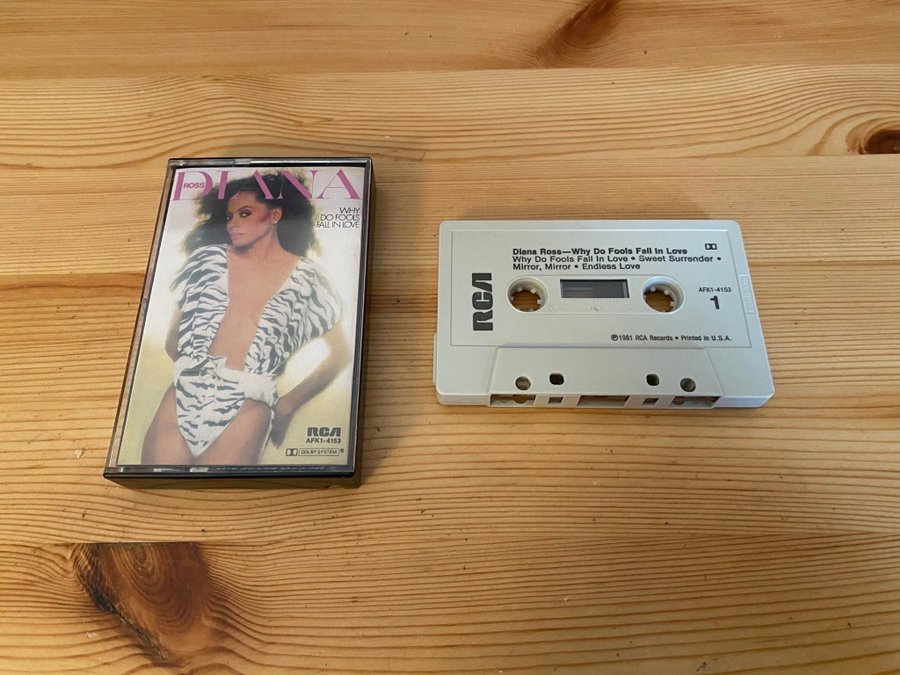 DIANA
ROSS
WHY
DO FOOLS
FALL IN LOVE
RCA
AFK1-4153
DOLBY SYSTEM®
RCA
Diana Ross—Why Do Fools Fall In Love
Why Do Fools Fall In Love • Sweet Surrender •
Mirror, Mirror • Endless Love
AFK1-4153
1
℗1981 RCA Records • Printed in U.S.A.